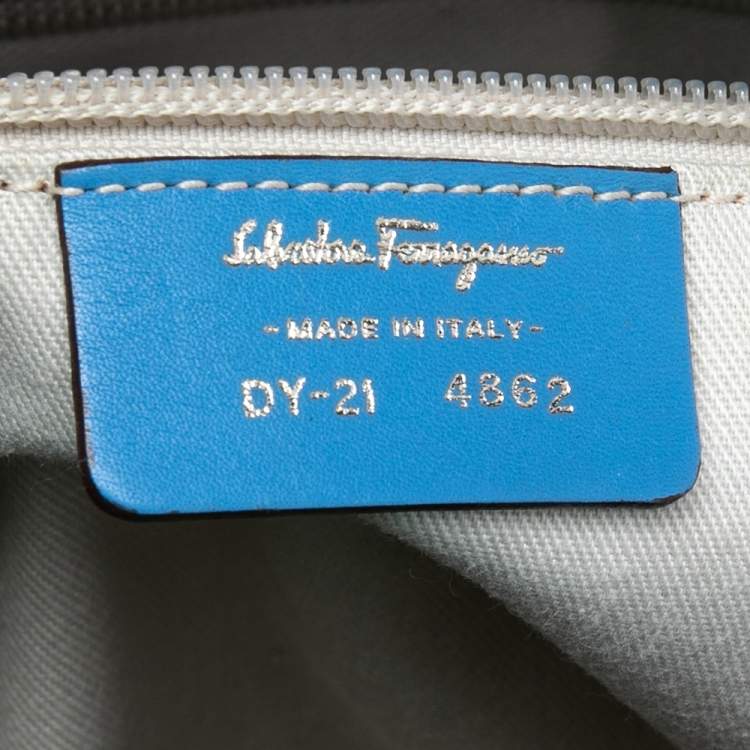 Salvatore Ferragamo
- MADE IN ITALY -
DY-21 4862